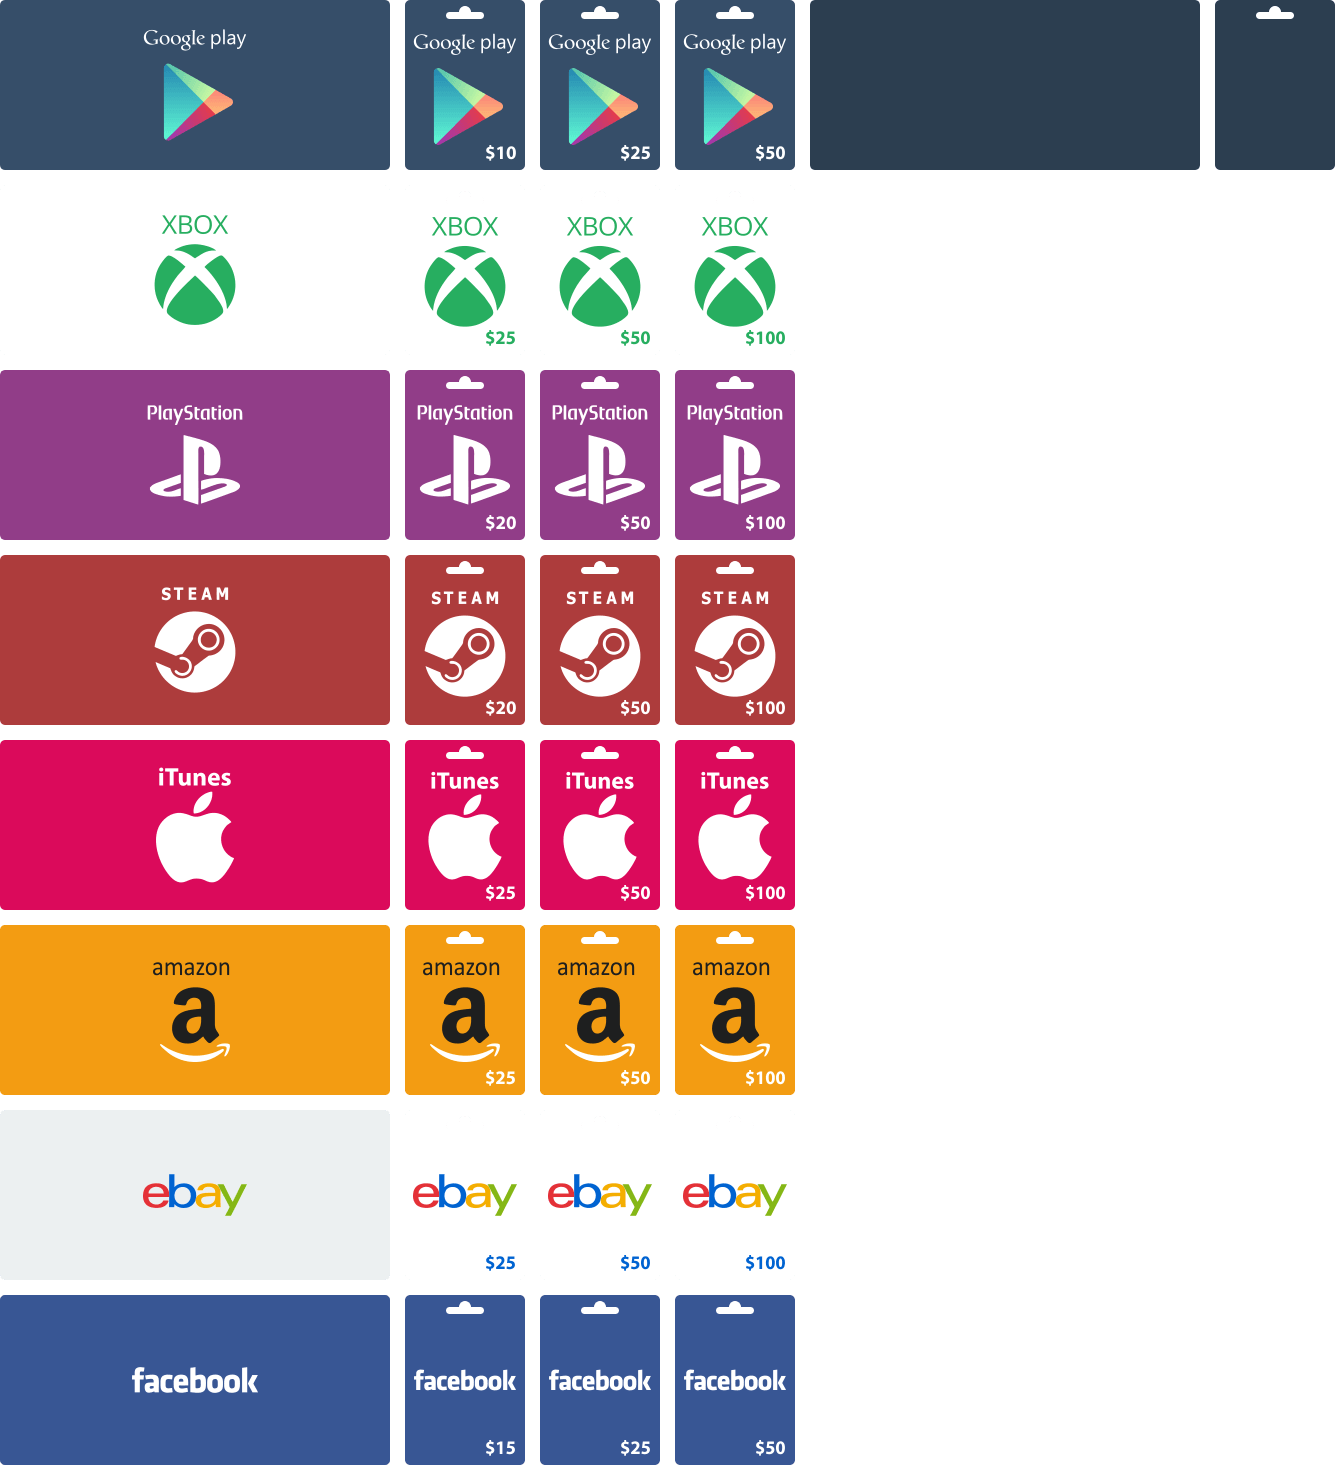 Google play
Google play
Google play
Google play
$10
$25
$50
XBOX
XBOX
XBOX
XBOX
$25
$50
$100
PlayStation
PlayStation
PlayStation
PlayStation
$20
$50
$100
STEAM
STEAM
STEAM
STEAM
$20
$50
$100
iTunes
iTunes
iTunes
iTunes
$25
$50
$100
amazon
amazon
amazon
amazon
a
a
a
a
$25
$50
$100
ebay
ebay
ebay
ebay
$25
$50
$100
facebook
facebook
facebook
facebook
$15
$25
$50